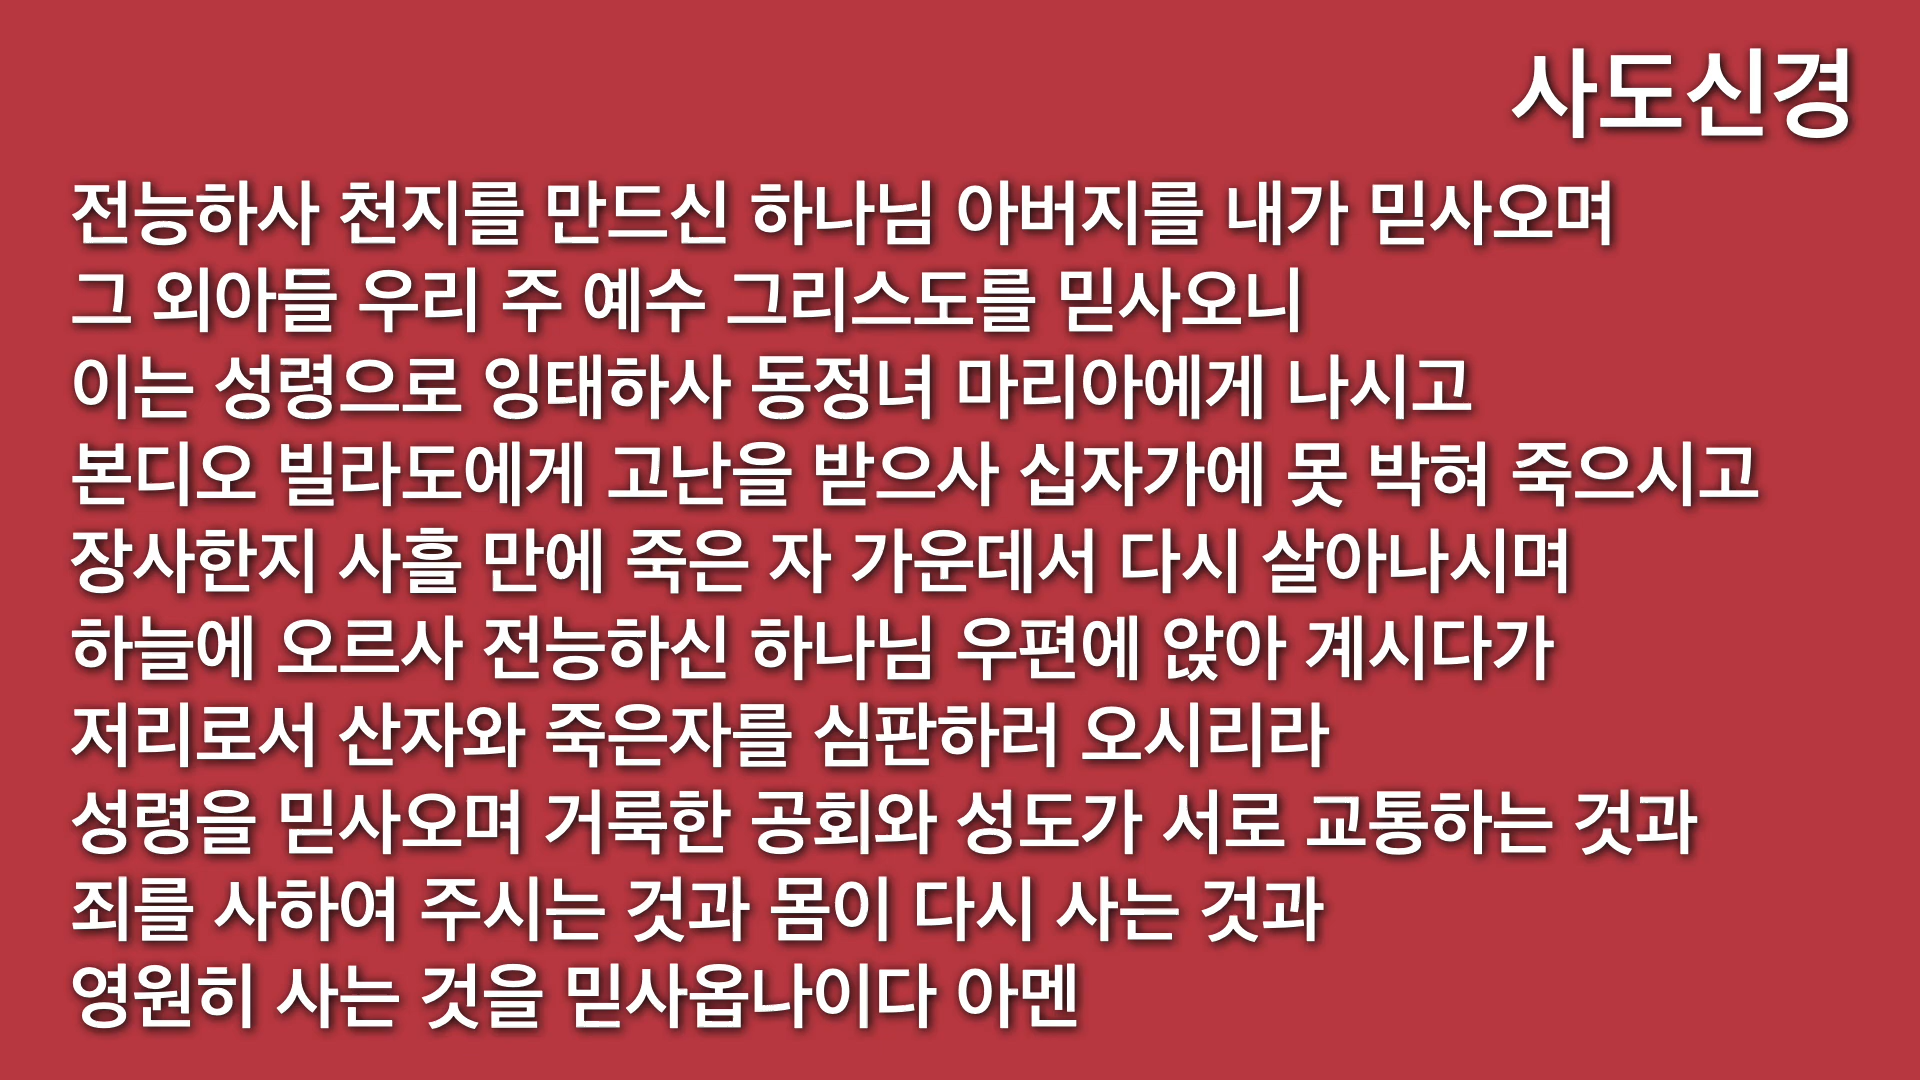 사도신경
전능하사 천지를 만드신 하나님 아버지를 내가 믿사오며
그 외아들 우리 주 예수 그리스도를 믿사오니
이는 성령으로 잉태하사 동정녀 마리아에게 나시고
본디오 빌라도에게 고난을 받으사 십자가에 못 박혀 죽으시고
장사한지 사흘 만에 죽은 자 가운데서 다시 살아나시며
하늘에 오르사 전능하신 하나님 우편에 앉아 계시다가
저리로서 산자와 죽은자를 심판하러 오시리라
성령을 믿사오며 거룩한 공회와 성도가 서로 교통하는 것과
죄를 사하여 주시는 것과 몸이 다시 사는 것과
영원히 사는 것을 믿사옵나이다 아멘